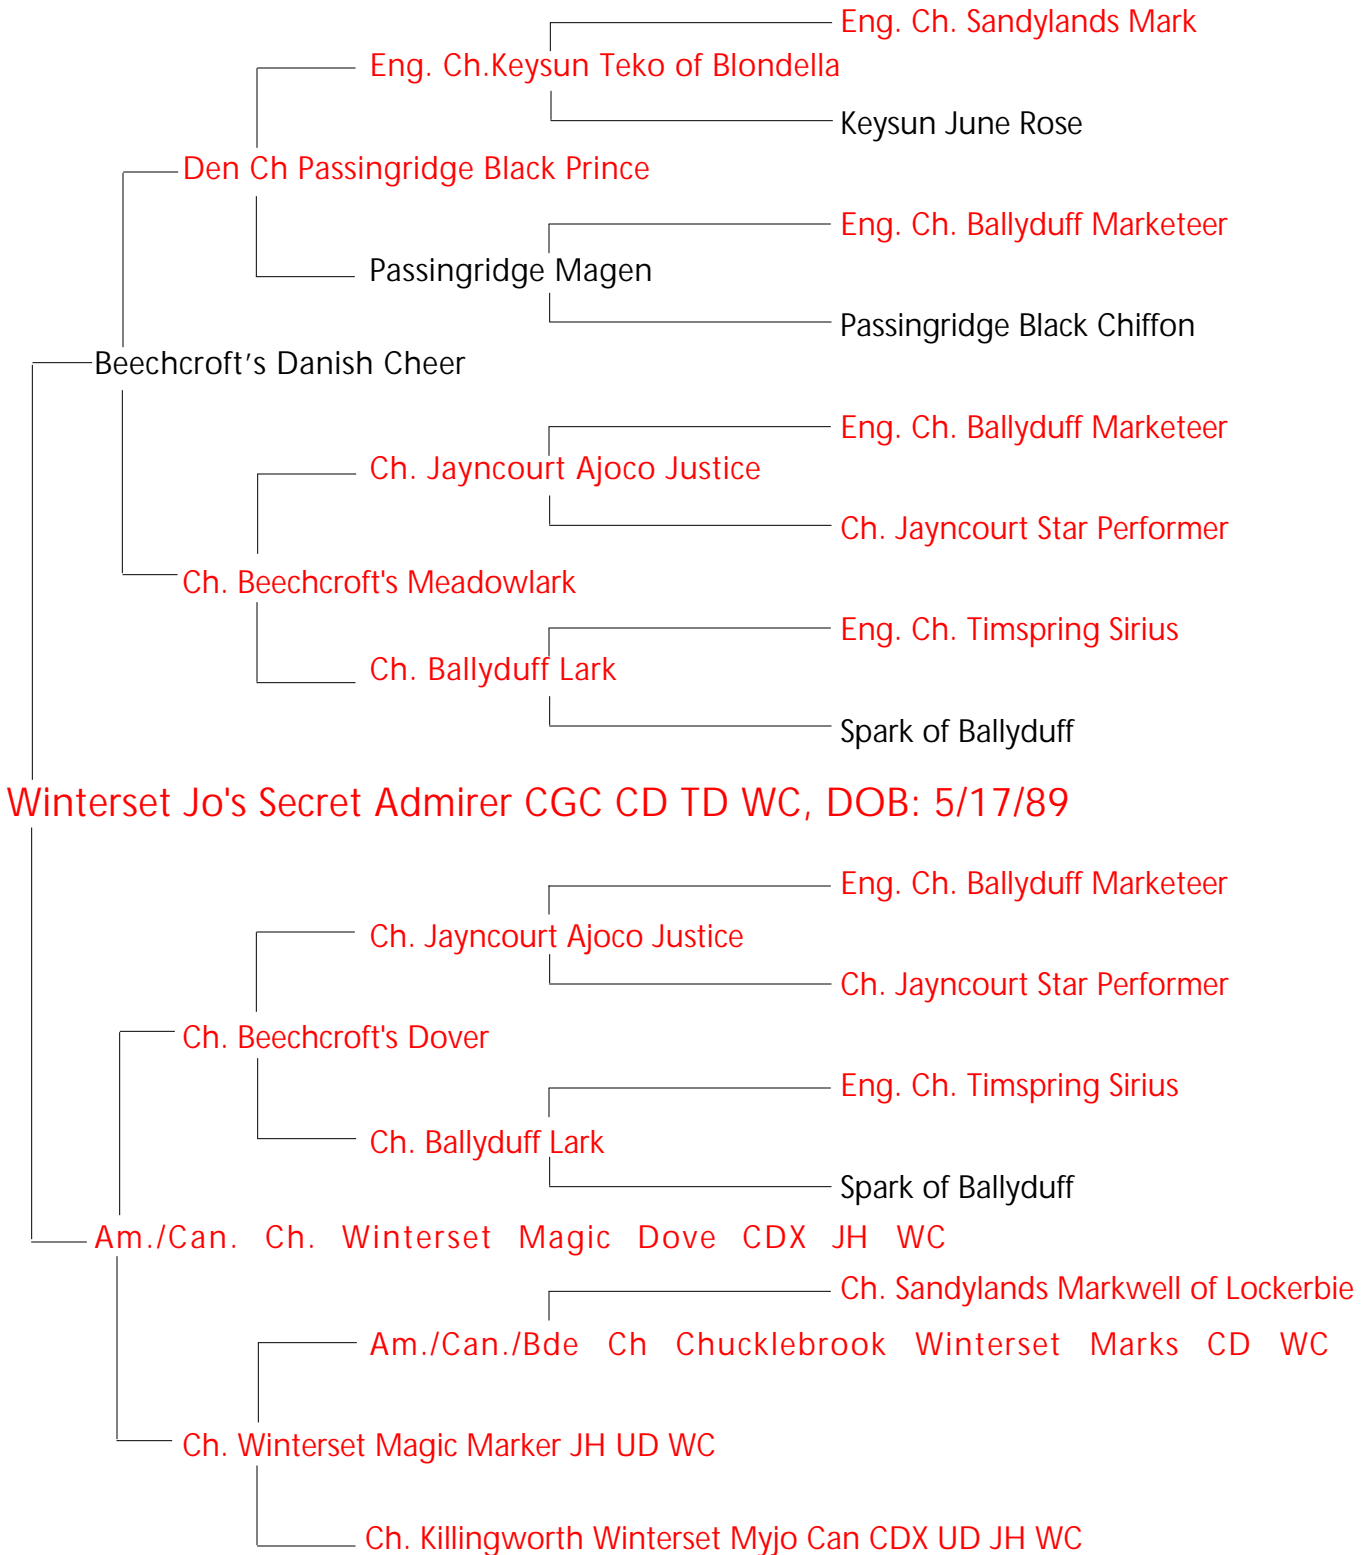 Eng. Ch. Sandylands Mark
Eng. Ch.Keysun Teko of Blondella
Keysun June Rose
Den Ch Passingridge Black Prince
Eng. Ch. Ballyduff Marketeer
Passingridge Magen
Passingridge Black Chiffon
Beechcroft's Danish Cheer
Eng. Ch. Ballyduff Marketeer
Ch. Jayncourt Ajoco Justice
Ch. Jayncourt Star Performer
Ch. Beechcroft's Meadowlark
Eng. Ch. Timspring Sirius
Ch. Ballyduff Lark
Spark of Ballyduff
Winterset Jo's Secret Admirer CGC CD TD WC, DOB: 5/17/89
Eng. Ch. Ballyduff Marketeer
Ch. Jayncourt Ajoco Justice
Ch. Jayncourt Star Performer
Ch. Beechcroft's Dover
Eng. Ch. Timspring Sirius
Ch. Ballyduff Lark
Spark of Ballyduff
Am./Can. Ch. Winterset Magic Dove CDX JH WC
Ch. Sandylands Markwell of Lockerbie
Am./Can./Bde Ch Chucklebrook Winterset Marks CD WC
Ch. Winterset Magic Marker JH UD WC
Ch. Killingworth Winterset Myjo Can CDX UD JH WC